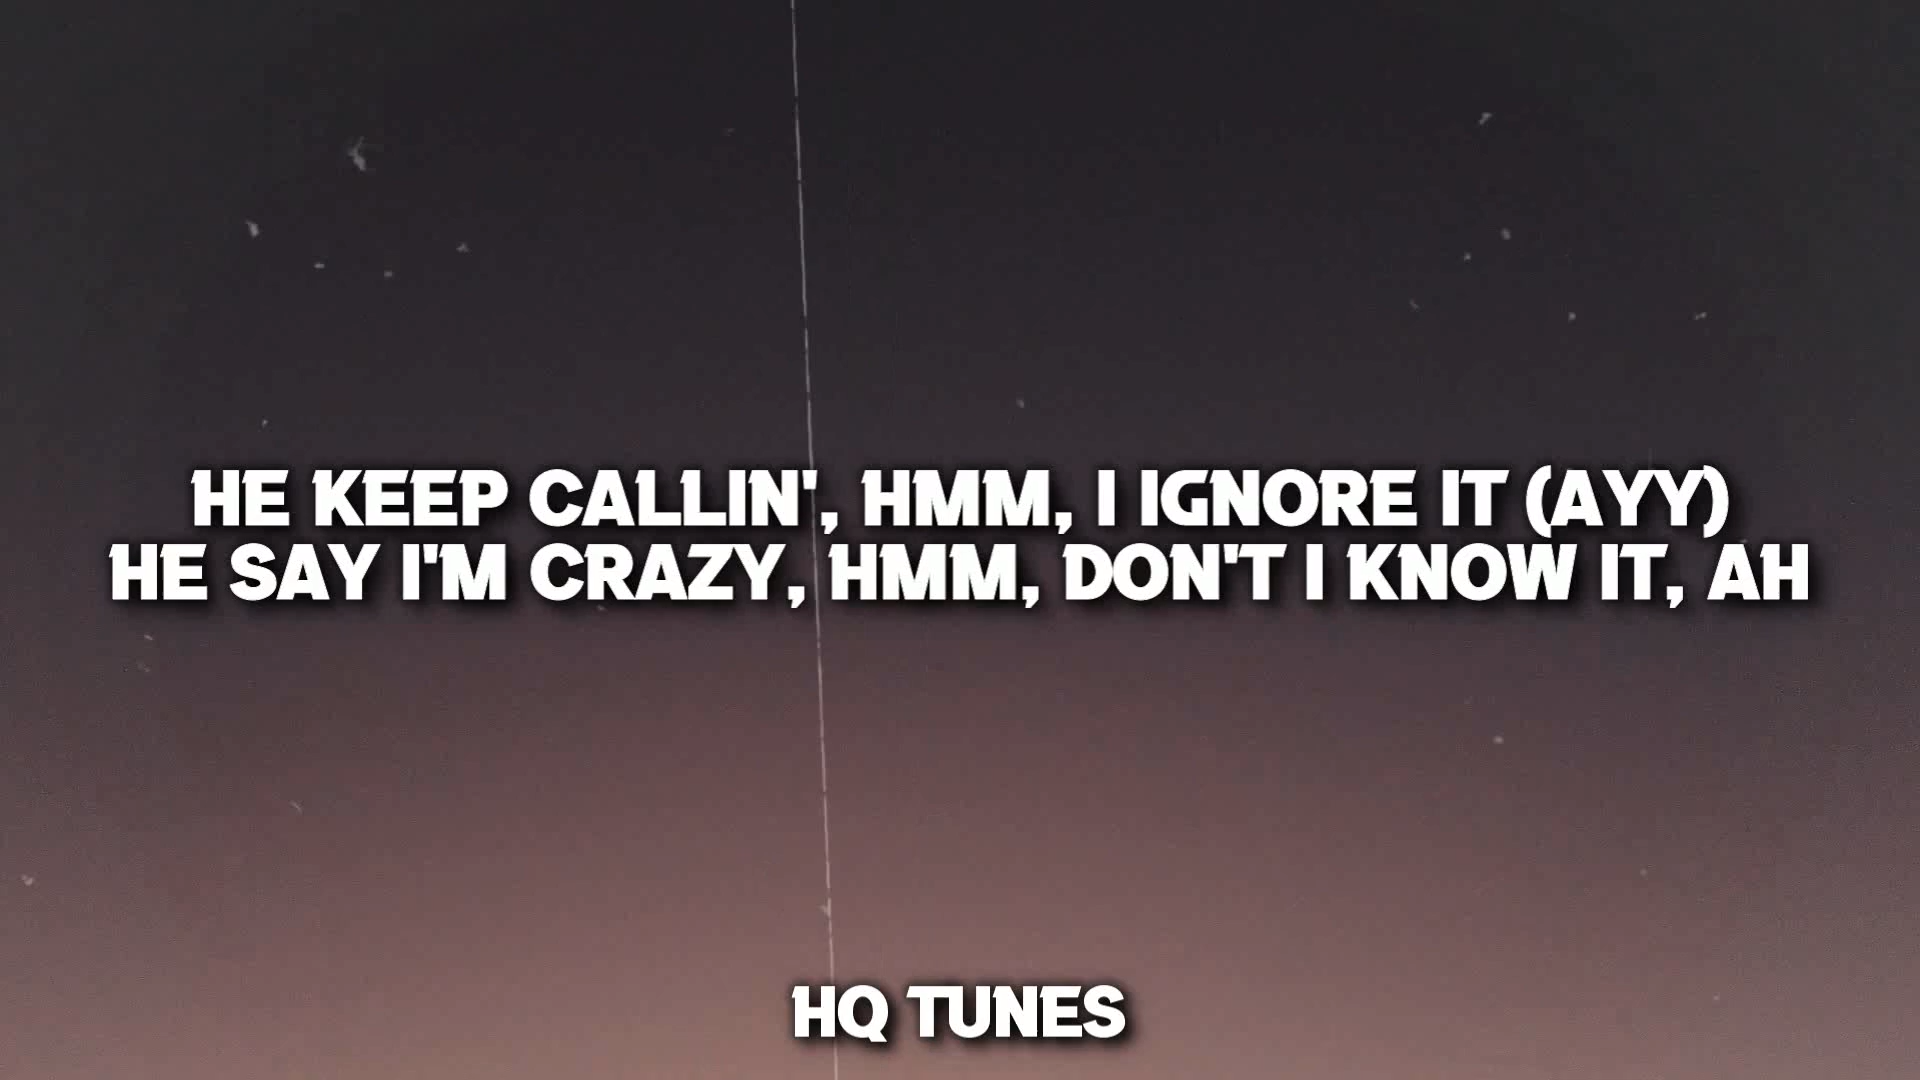 HE KEEP CALLIN', HMM, I IGNORE IT (AYY)
HE SAY I'M CRAZY, HMM, DON'T I KNOW IT, AH
HQ TUNES